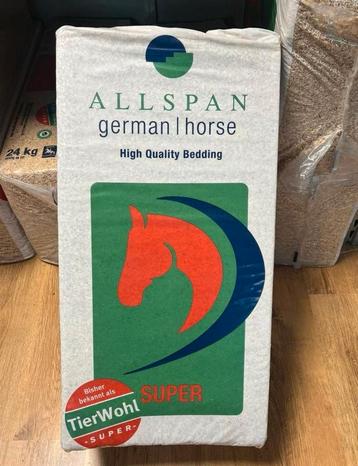 ALLSPAN
german|horse
High Quality Bedding
24 kg
SUPER
Bisher
bekannt als
TierWohl
-SUPER-